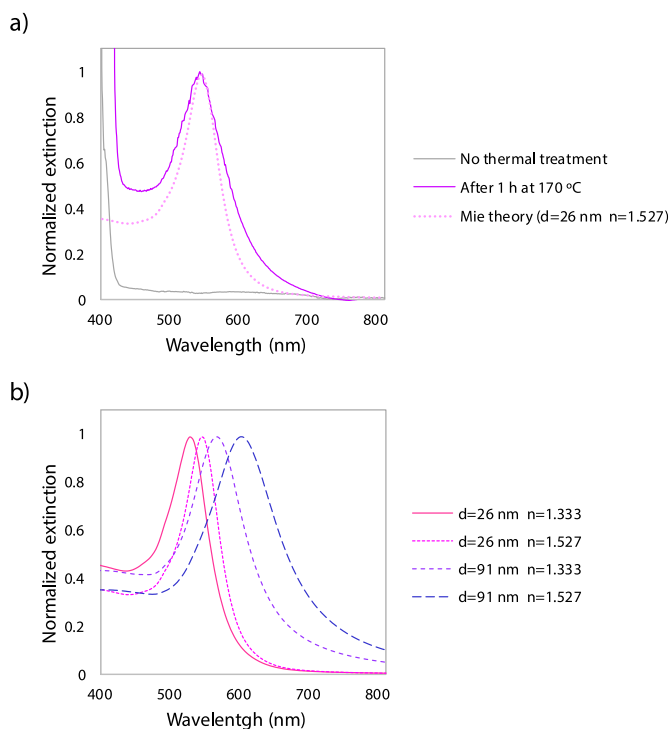 a)
Normalized extinction
1
0.8
0.6
0.4
0.2
0
400 500 600 700 800
Wavelength (nm)
No thermal treatment
After 1 h at 170 ºC
Mie theory (d=26 nm n=1.527)
b)
Normalized extinction
1
0.8
0.6
0.4
0.2
0
400 500 600 700 800
Wavelentgh (nm)
d=26 nm n=1.333
d=26 nm n=1.527
d=91 nm n=1.333
d=91 nm n=1.527